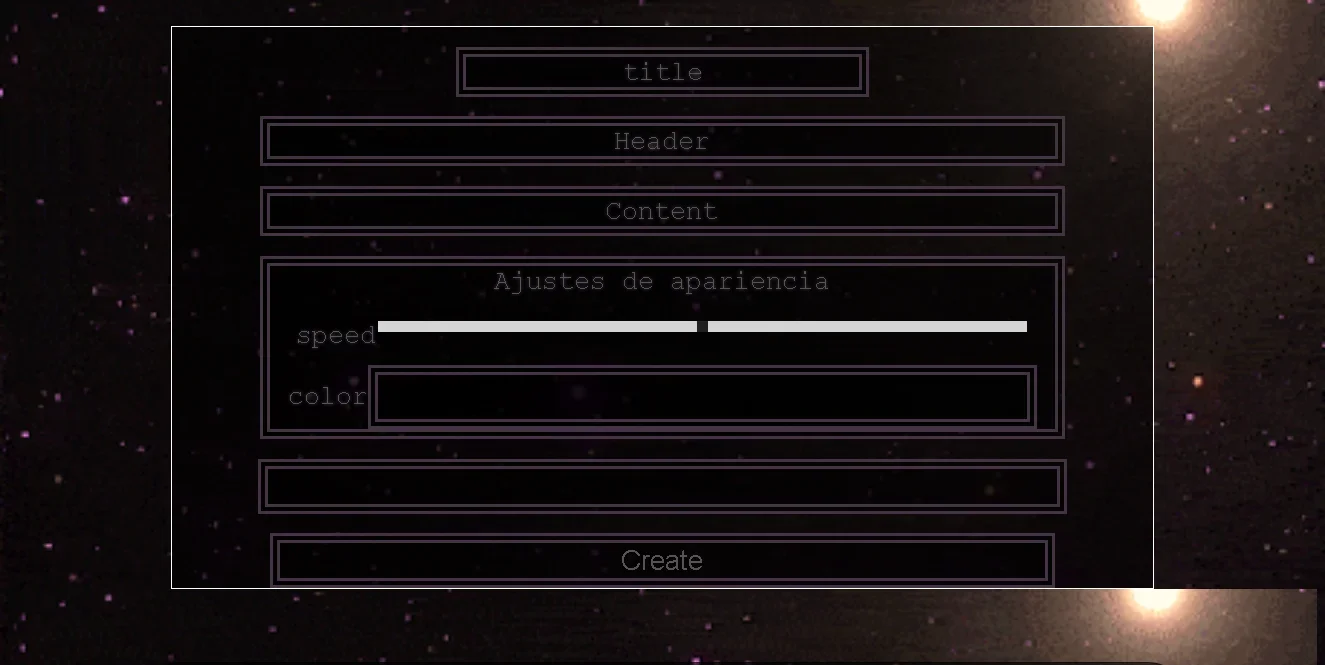 title
Header
Content
Ajustes de apariencia
speed
color
Create